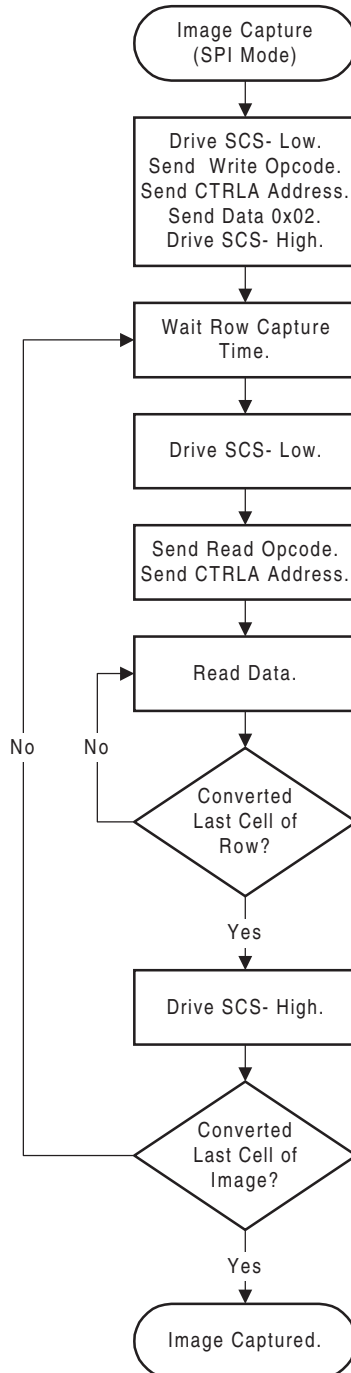 Image Capture
(SPI Mode)
Drive SCS- Low.
Send Write Opcode.
Send CTRLA Address.
Send Data 0x02.
Drive SCS- High.
Wait Row Capture
Time.
Drive SCS- Low.
Send Read Opcode.
Send CTRLA Address.
Read Data.
No
No
Converted
Last Cell of
Row?
Yes
Drive SCS- High.
Converted
Last Cell of
Image?
Yes
Image Captured.